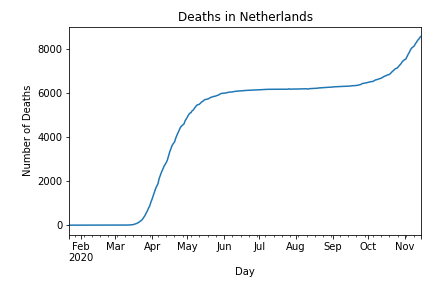 Deaths in Netherlands
8000
6000
4000
2000
0
Number of Deaths
Feb Mar Apr May Jun Jul Aug Sep Oct Nov
2020
Day